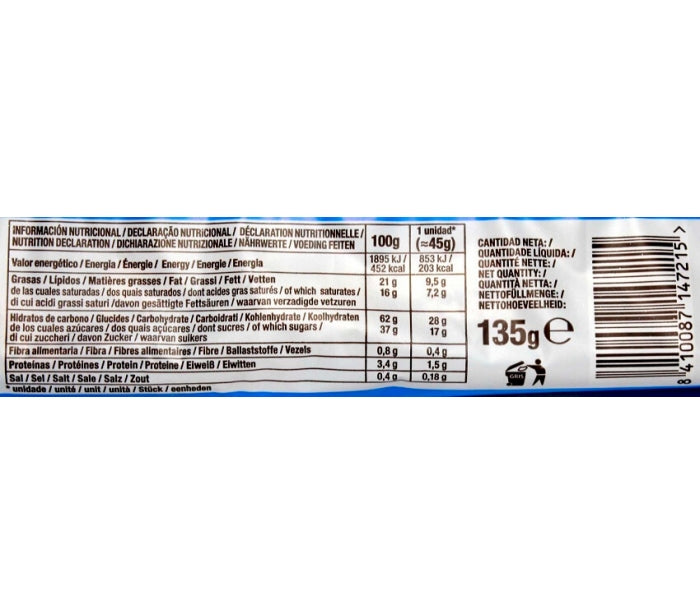 INFORMACIÓN NUTRICIONAL / DECLARAÇÃO NUTRICIONAL / DÉCLARATION NUTRITIONNELLE /
NUTRITION DECLARATION / DICHIARAZIONE NUTRIZIONALE / NÄHRWERTE / VOEDING FEITEN
100g
1 unidad*
(≈45g)
Valor energético / Energia / Énergie / Energy / Energie / Energia
1895 kJ / 853 kJ /
452 kcal 203 kcal
Grasas / Lípidos / Matières grasses / Fat / Grassi / Fett / Vetten 21 g 9,5 g
de las cuales saturadas / dos quais saturados / dont acides gras saturés / of which saturates / 16 g 7,2 g
di cui acidi grassi saturi / davon gesättigte Fettsäuren / waarvan verzadigde vetzuren
Hidratos de carbono / Glucides / Carbohydrate / Carboidrati / Kohlenhydrate / Koolhydraten 62 g 28 g
de los cuales azúcares / dos quais açúcares / dont sucres / of which sugars / 37 g 17 g
di cui zuccheri / davon Zucker / waarvan suikers
Fibra alimentaria / Fibra / Fibres alimentaires / Fibre / Ballaststoffe / Vezels 0,8 g 0,4 g
Proteínas / Protéines / Protein / Proteine / Eiweiß / Eiwitten 3,4 g 1,5 g
Sal / Sel / Salt / Sale / Salz / Zout 0,4 g 0,18 g
* unidade / unité / unit / unità / Stück / eenheden
CANTIDAD NETA: /
QUANTIDADE LÍQUIDA: /
QUANTITÉ NETTE: /
NET QUANTITY: /
QUANTITÀ NETTA: /
NETTOFÜLLMENGE: /
NETTOHOEVEELHEID:
135g ℮
GRIS
8 410087 147215 >